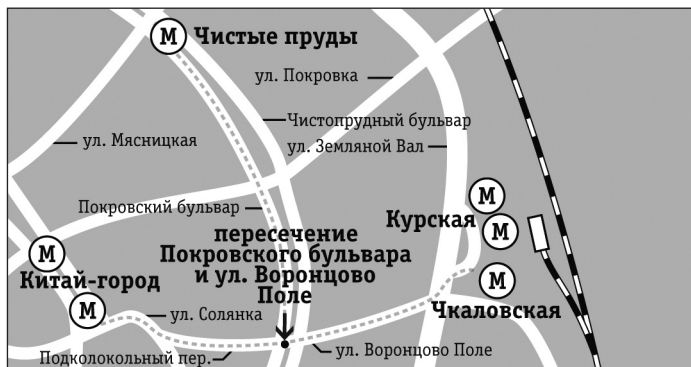 М Чистые пруды
ул. Покровка
Чистопрудный бульвар
ул. Мясницкая
ул. Земляной Вал
М
Покровский бульвар
Курская
М
пересечение
Покровского бульвара
и ул. Воронцово
Поле
М
Китай-город
М
М
Чкаловская
ул. Солянка
Подколокольный пер.
ул. Воронцово Поле